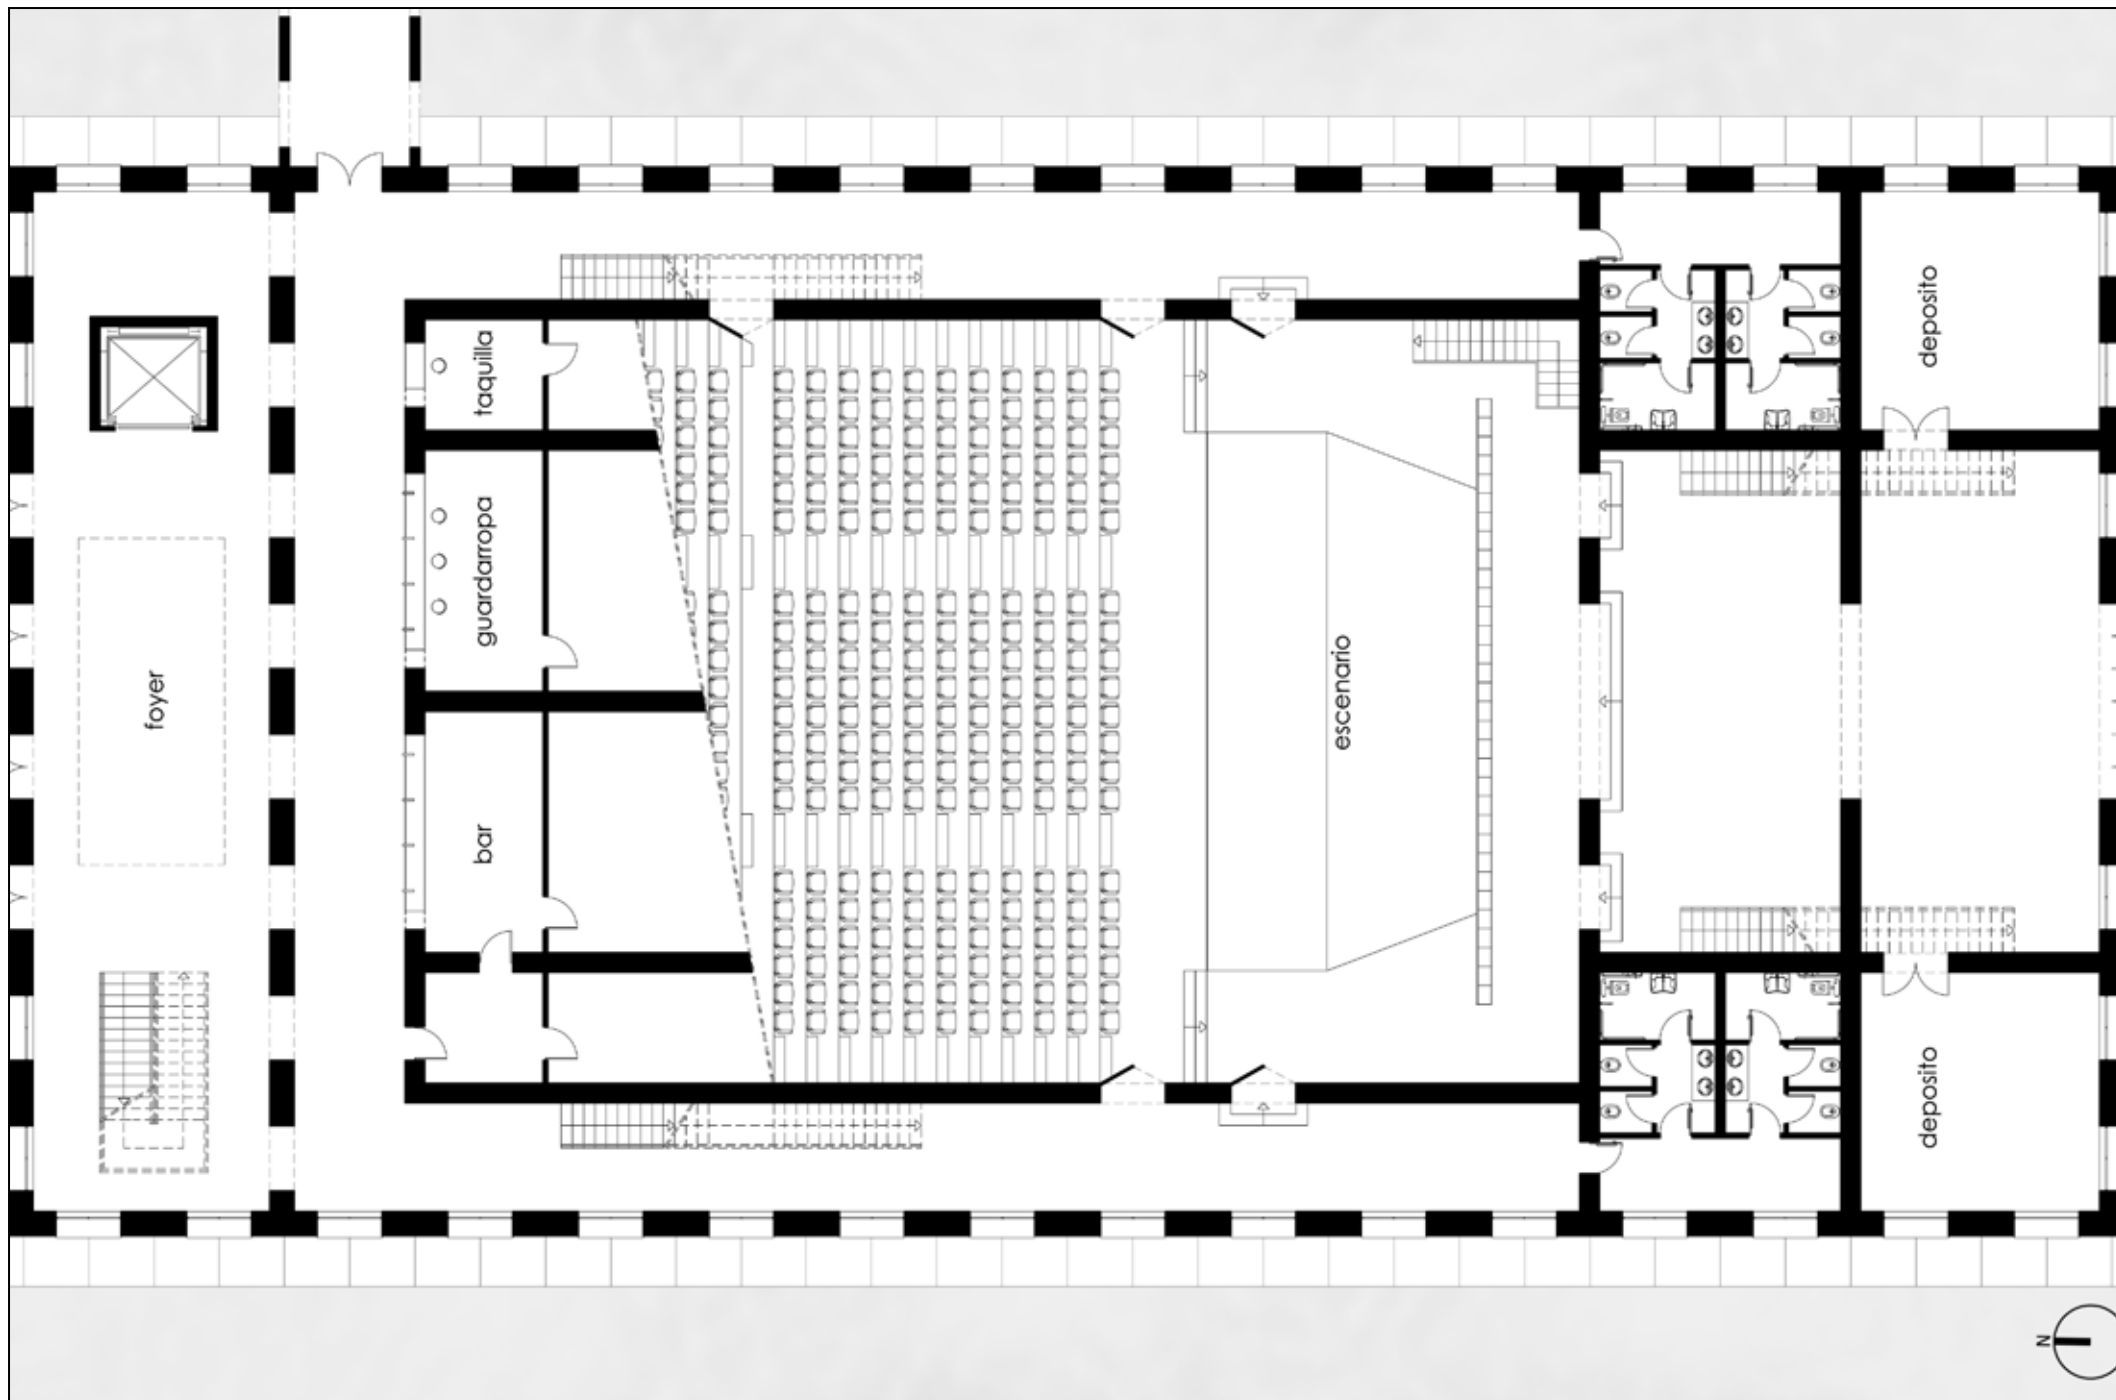 foyer
taquilla
guardarropa
bar
escenario
deposito
deposito
N